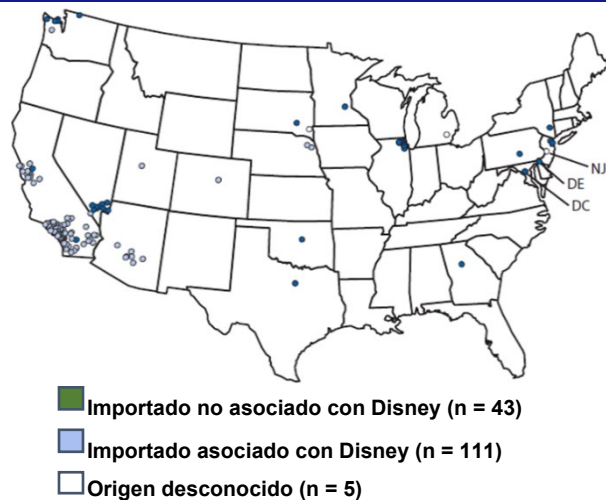 NJ
DE
DC
Importado no asociado con Disney (n = 43)
Importado asociado con Disney (n = 111)
Origen desconocido (n = 5)